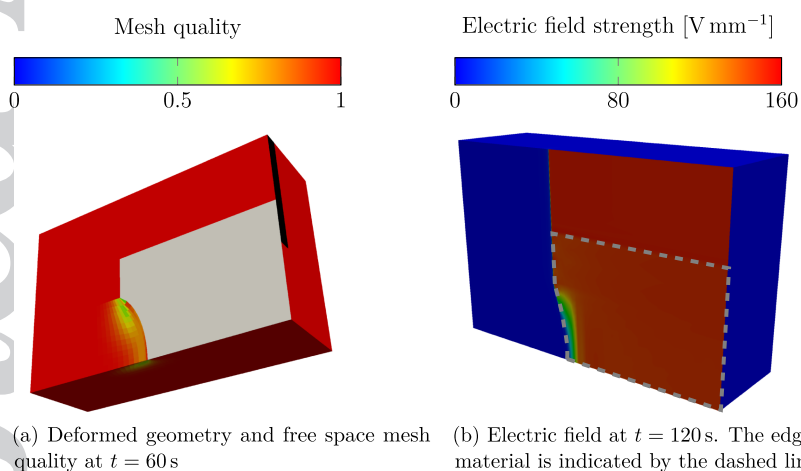 Mesh quality
Electric field strength [V mm⁻¹]
0 0.5 1
0 80 160
(a) Deformed geometry and free space mesh
quality at t = 60 s
(b) Electric field at t = 120 s. The edg
material is indicated by the dashed lin